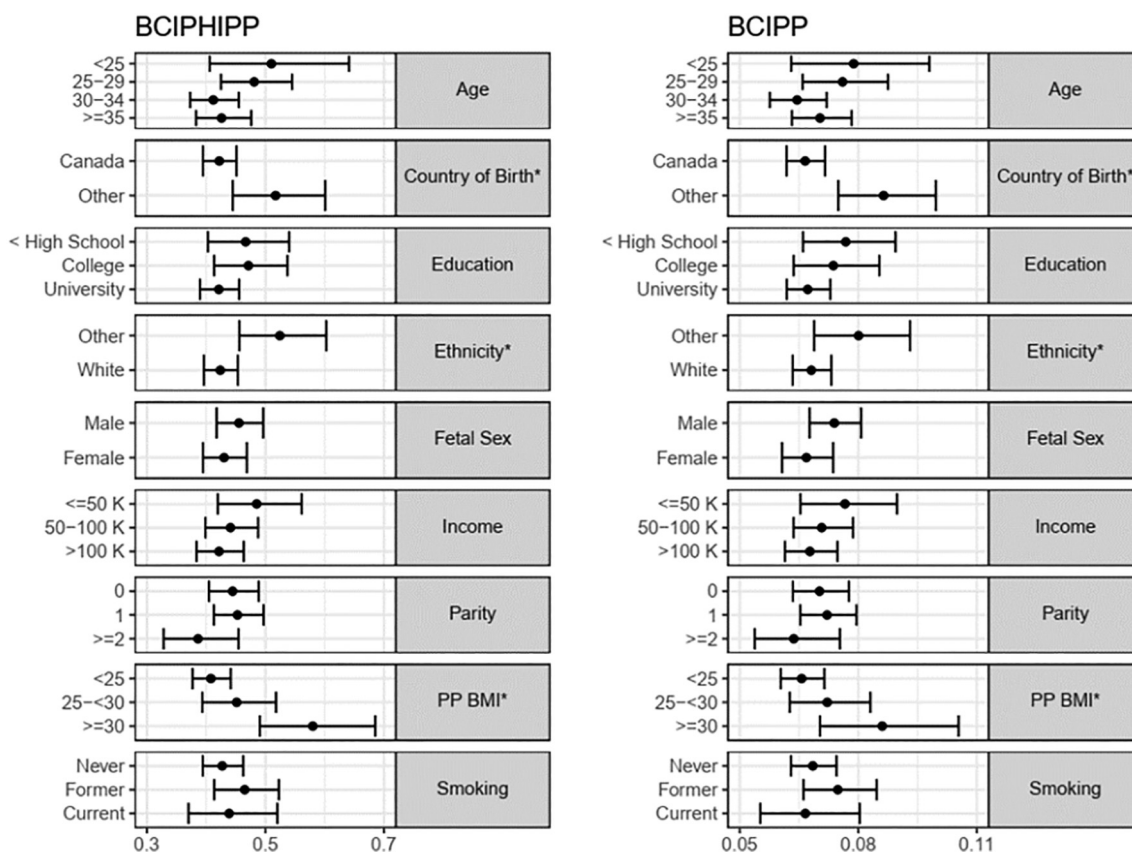 BCIPHIPP
<25
25−29
30−34
>=35
Age
Canada
Other
Country of Birth*
< High School
College
University
Education
Other
White
Ethnicity*
Male
Female
Fetal Sex
<=50 K
50−100 K
>100 K
Income
0
1
>=2
Parity
<25
25−<30
>=30
PP BMI*
Never
Former
Current
Smoking
0.3 0.5 0.7
BCIPP
<25
25−29
30−34
>=35
Age
Canada
Other
Country of Birth*
< High School
College
University
Education
Other
White
Ethnicity*
Male
Female
Fetal Sex
<=50 K
50−100 K
>100 K
Income
0
1
>=2
Parity
<25
25−<30
>=30
PP BMI*
Never
Former
Current
Smoking
0.05 0.08 0.11